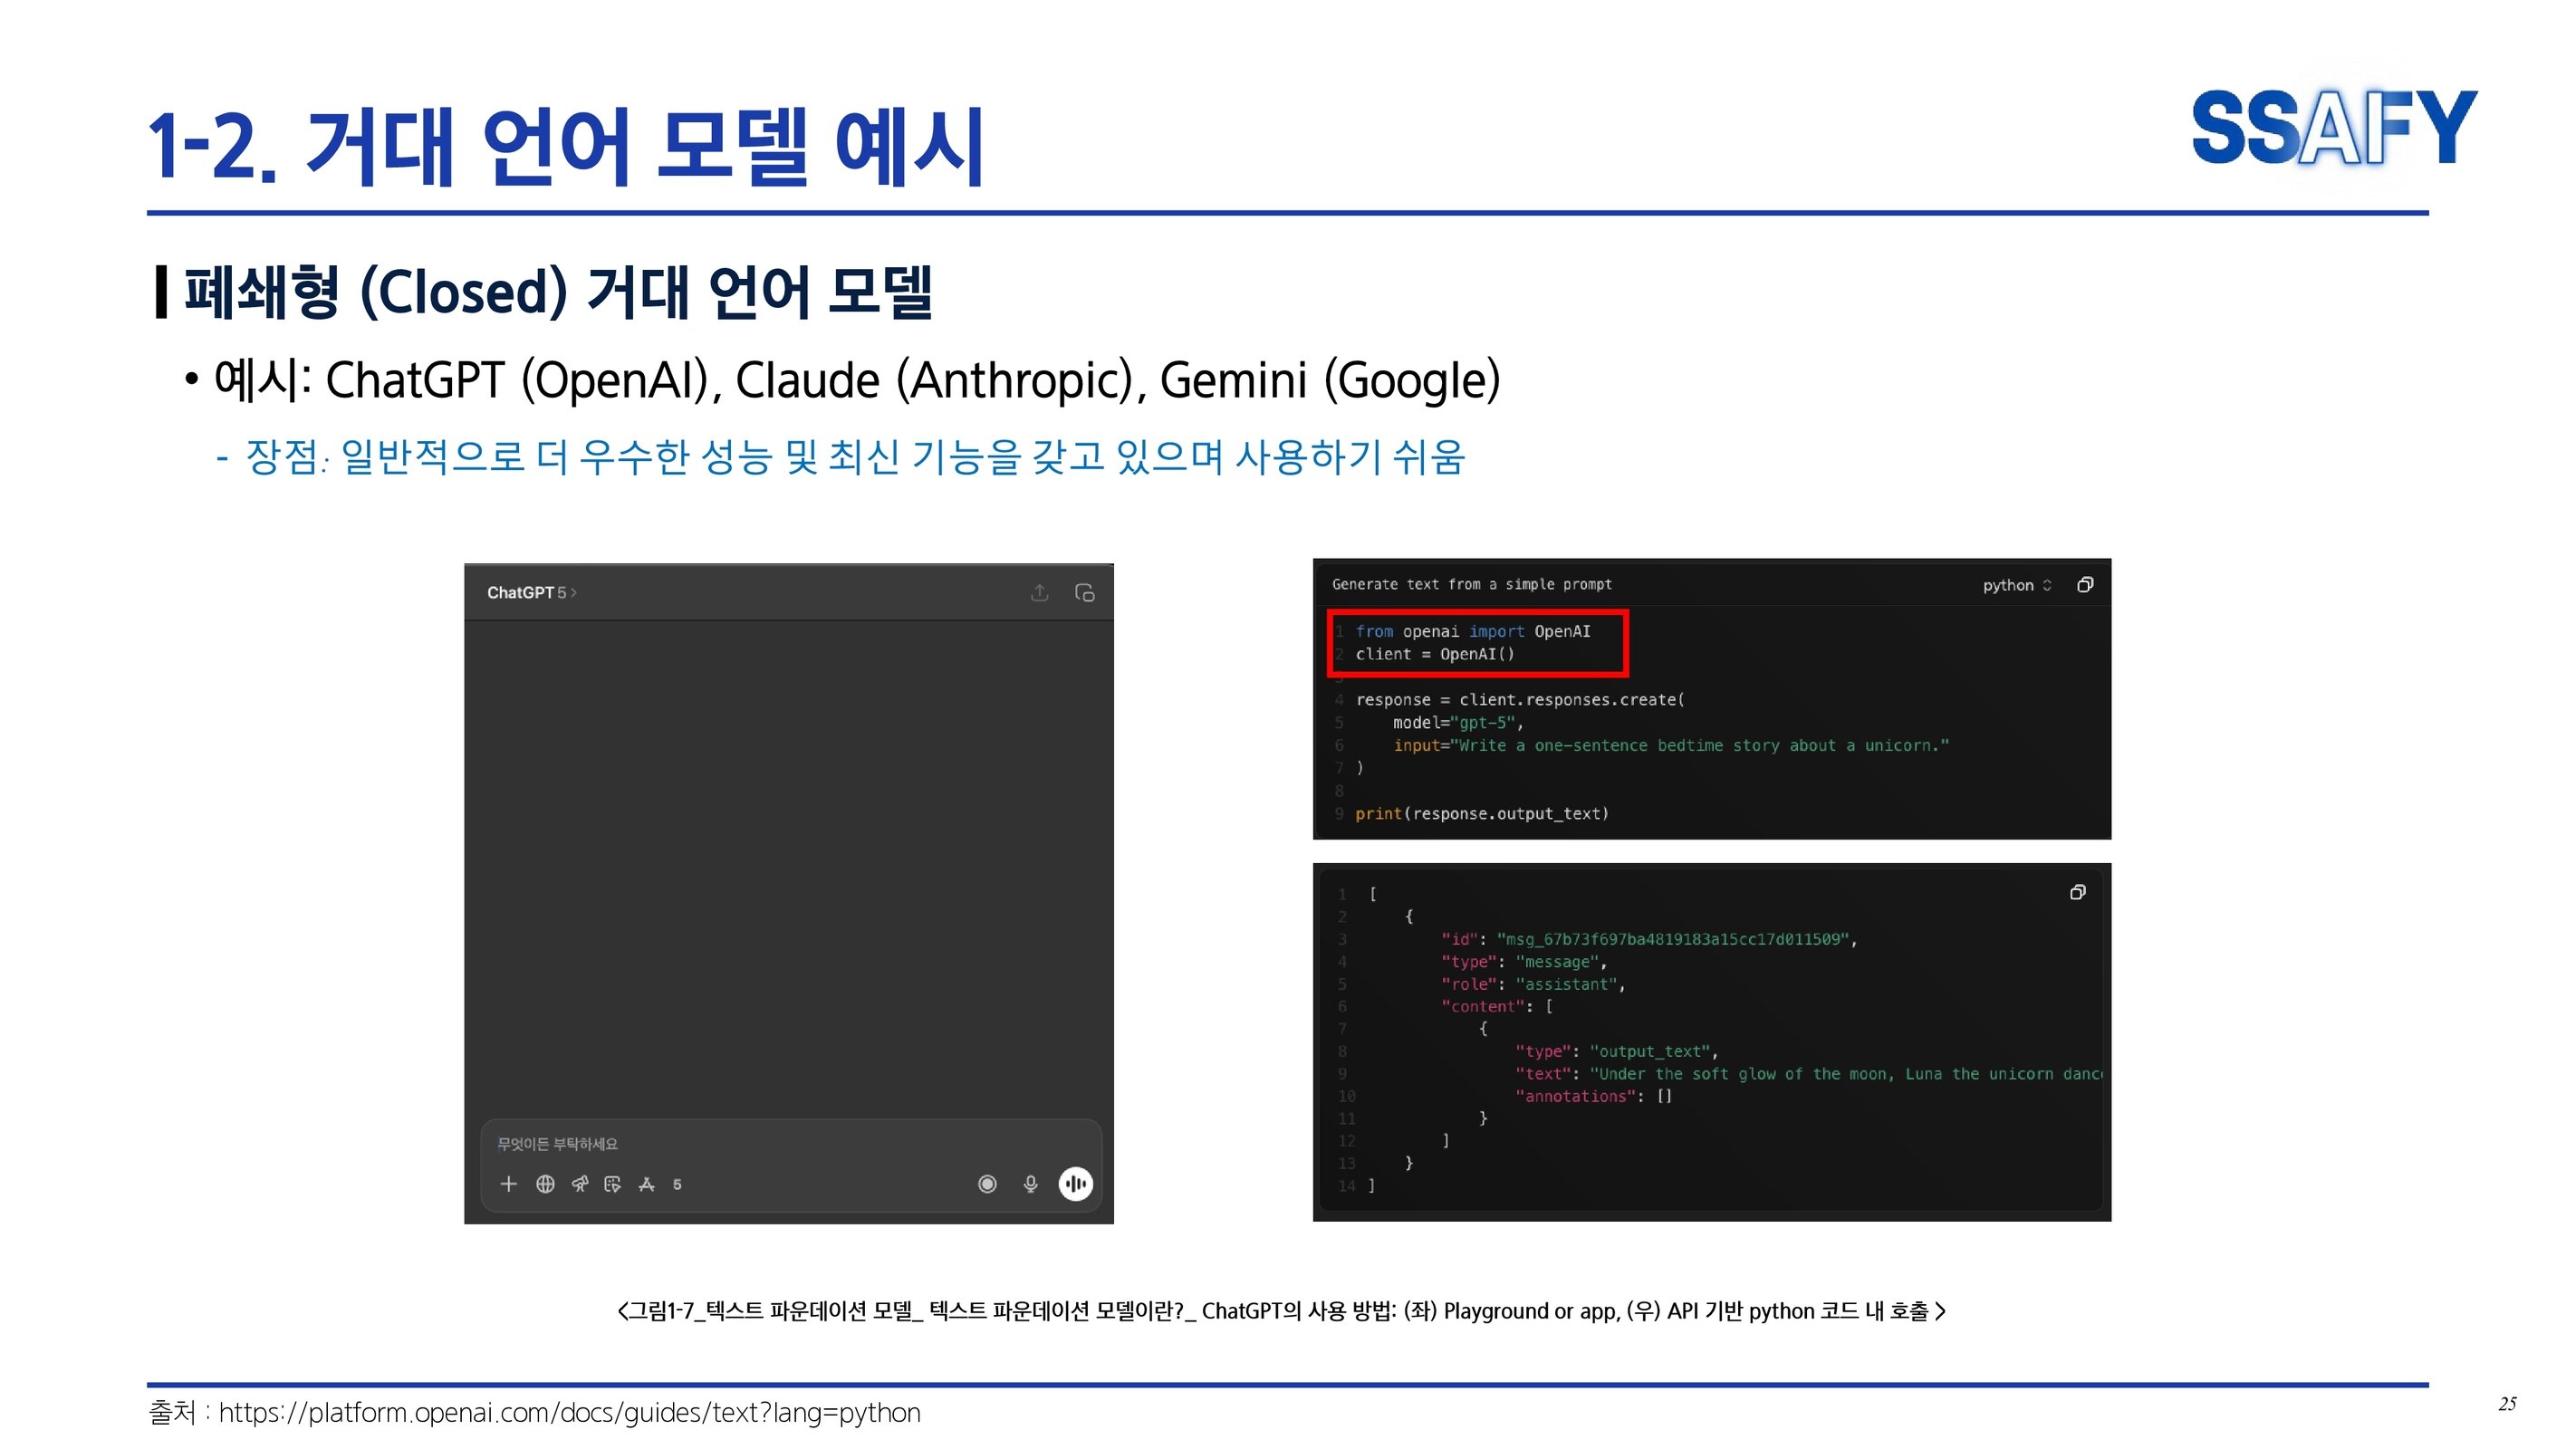 1-2. 거대 언어 모델 예시
SSAFY
폐쇄형 (Closed) 거대 언어 모델
• 예시: ChatGPT (OpenAI), Claude (Anthropic), Gemini (Google)
- 장점: 일반적으로 더 우수한 성능 및 최신 기능을 갖고 있으며 사용하기 쉬움
ChatGPT 5 >
무엇이든 부탁하세요
5
Generate text from a simple prompt
python
1 from openai import OpenAI
2 client = OpenAI()
3
4 response = client.responses.create(
5 model="gpt-5",
6 input="Write a one-sentence bedtime story about a unicorn."
7 )
8
9 print(response.output_text)
1 [
2 {
3 "id": "msg_67b73f697ba4819183a15cc17d011509",
4 "type": "message",
5 "role": "assistant",
6 "content": [
7 {
8 "type": "output_text",
9 "text": "Under the soft glow of the moon, Luna the unicorn danc
10 "annotations": []
11 }
12 ]
13 }
14 ]
<그림1-7_텍스트 파운데이션 모델_ 텍스트 파운데이션 모델이란?_ ChatGPT의 사용 방법: (좌) Playground or app, (우) API 기반 python 코드 내 호출 >
출처 : https://platform.openai.com/docs/guides/text?lang=python
25